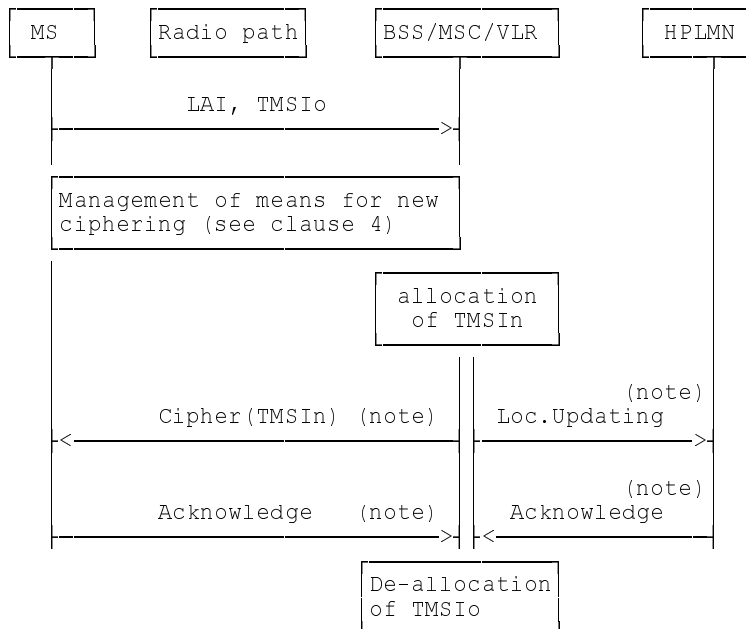 MS
Radio path
BSS/MSC/VLR
HPLMN
LAI, TMSIo
Management of means for new
ciphering (see clause 4)
allocation
of TMSIn
(note)
Cipher(TMSIn) (note)
Loc.Updating
(note)
Acknowledge (note)
Acknowledge
De-allocation
of TMSIo